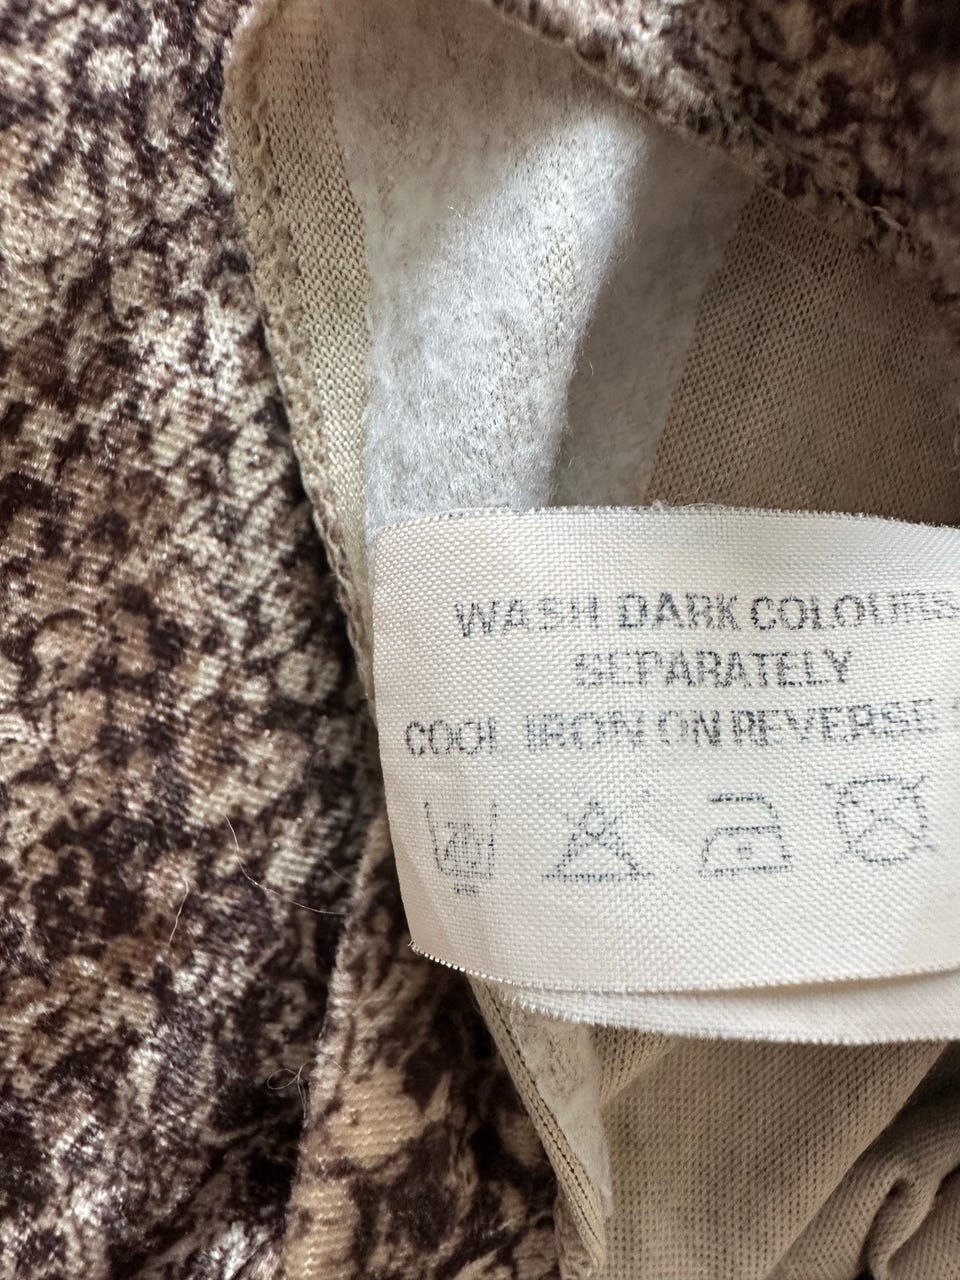 WASH DARK COLOURS
SEPARATELY
COOL IRON ON REVERSE